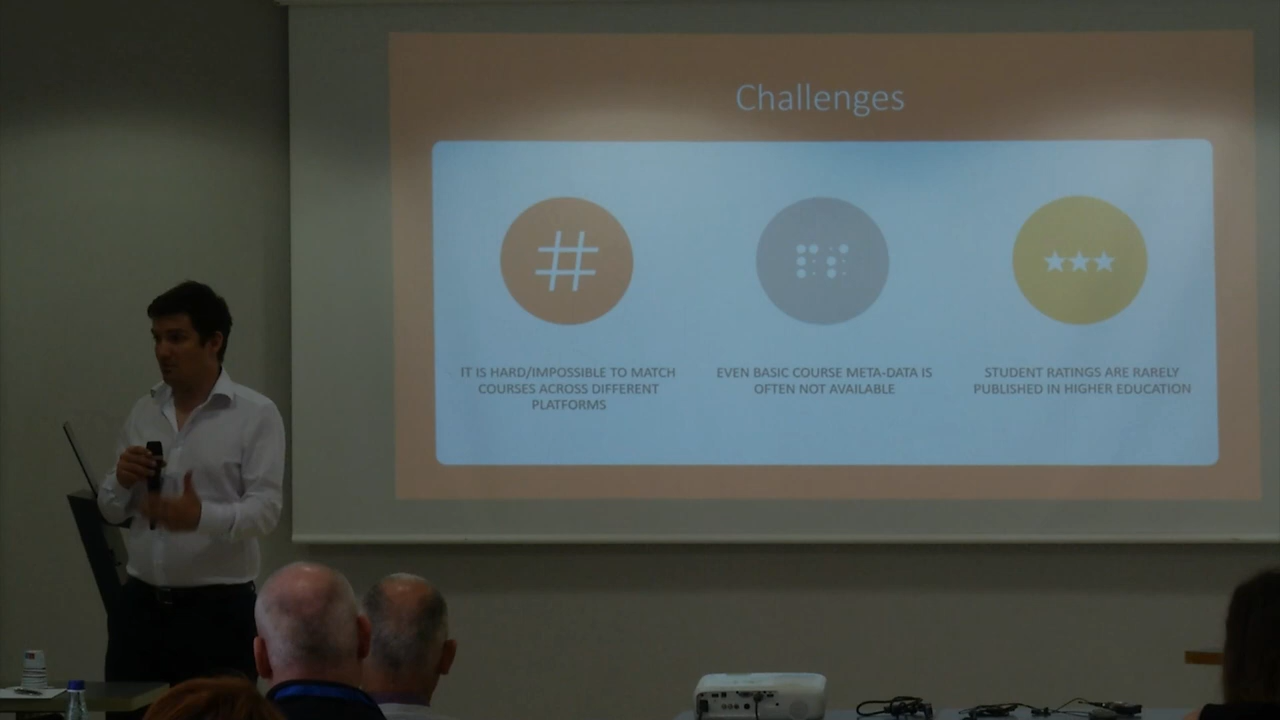 Challenges
IT IS HARD/IMPOSSIBLE TO MATCH
COURSES ACROSS DIFFERENT
PLATFORMS
EVEN BASIC COURSE META-DATA IS
OFTEN NOT AVAILABLE
STUDENT RATINGS ARE RARELY
PUBLISHED IN HIGHER EDUCATION